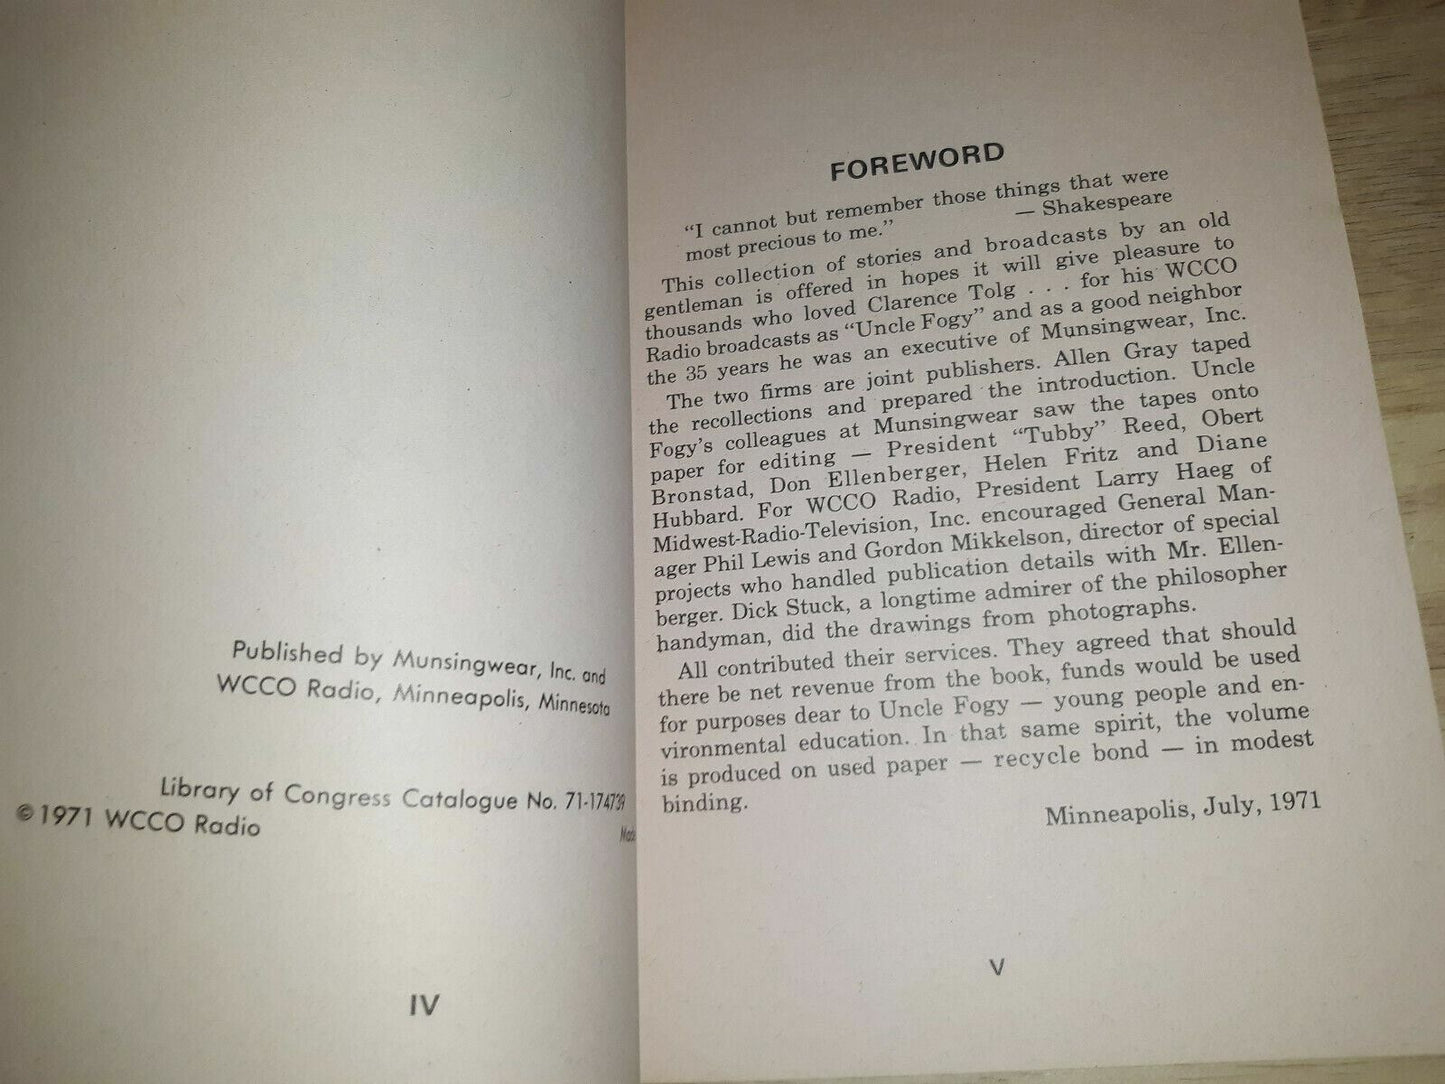 Published by Munsingwear, Inc. and
WCCO Radio, Minneapolis, Minnesota
Library of Congress Catalogue No. 71-174739
©1971 WCCO Radio
Made
IV
FOREWORD
“I cannot but remember those things that were
most precious to me.”
— Shakespeare
This collection of stories and broadcasts by an old
gentleman is offered in hopes it will give pleasure to
thousands who loved Clarence Tolg . . . for his WCCO
Radio broadcasts as “Uncle Fogy” and as a good neighbor
the 35 years he was an executive of Munsingwear, Inc.
The two firms are joint publishers. Allen Gray taped
the recollections and prepared the introduction. Uncle
Fogy’s colleagues at Munsingwear saw the tapes onto
paper for editing — President “Tubby” Reed, Obert
Bronstad, Don Ellenberger, Helen Fritz and Diane
Hubbard. For WCCO Radio, President Larry Haeg of
Midwest-Radio-Television, Inc. encouraged General Man-
ager Phil Lewis and Gordon Mikkelson, director of special
projects who handled publication details with Mr. Ellen-
berger. Dick Stuck, a longtime admirer of the philosopher
handyman, did the drawings from photographs.
All contributed their services. They agreed that should
there be net revenue from the book, funds would be used
for purposes dear to Uncle Fogy — young people and en-
vironmental education. In that same spirit, the volume
is produced on used paper — recycle bond — in modest
binding.
Minneapolis, July, 1971
V